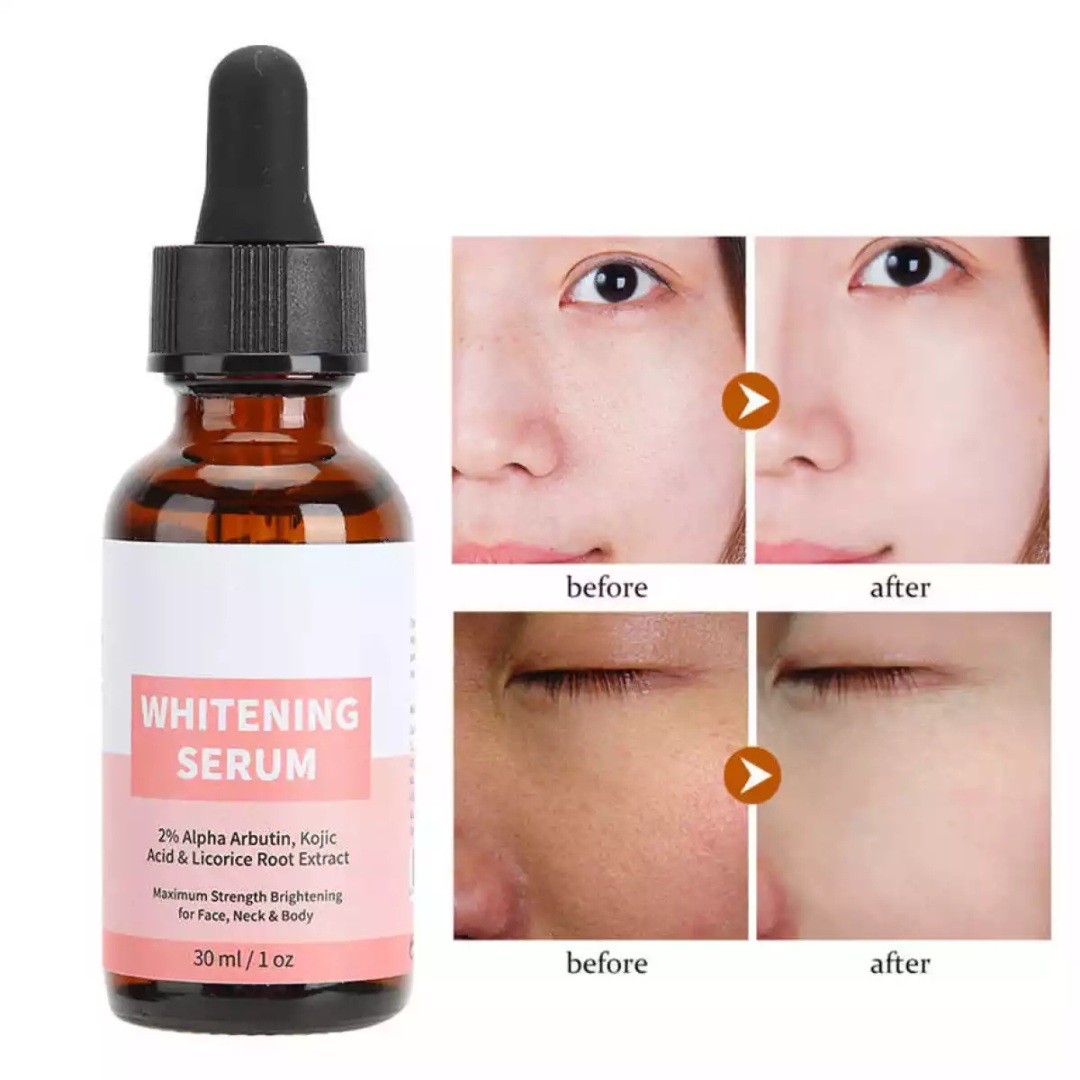 WHITENING
SERUM
2% Alpha Arbutin, Kojic
Acid & Licorice Root Extract
Maximum Strength Brightening
for Face, Neck & Body
30 ml / 1 oz
before
after
before
after